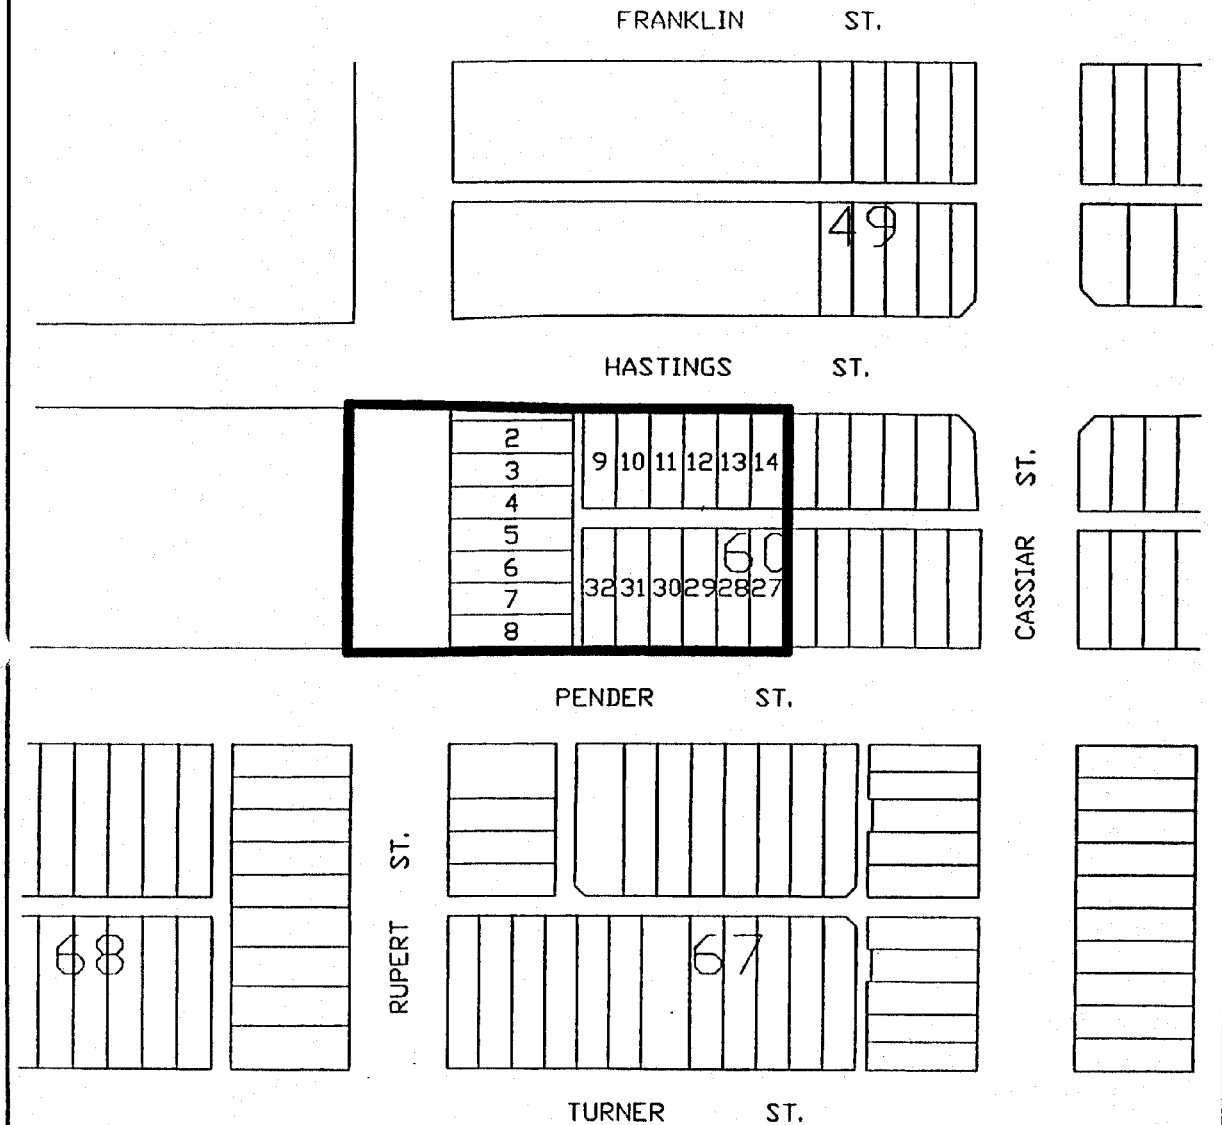 FRANKLIN ST.
49
HASTINGS ST.
2
3
4
5
6
7
8
9 10 11 12 13 14
60
32 31 30 29 28 27
CASSIAR ST.
PENDER ST.
RUPERT ST.
68
67
TURNER ST.